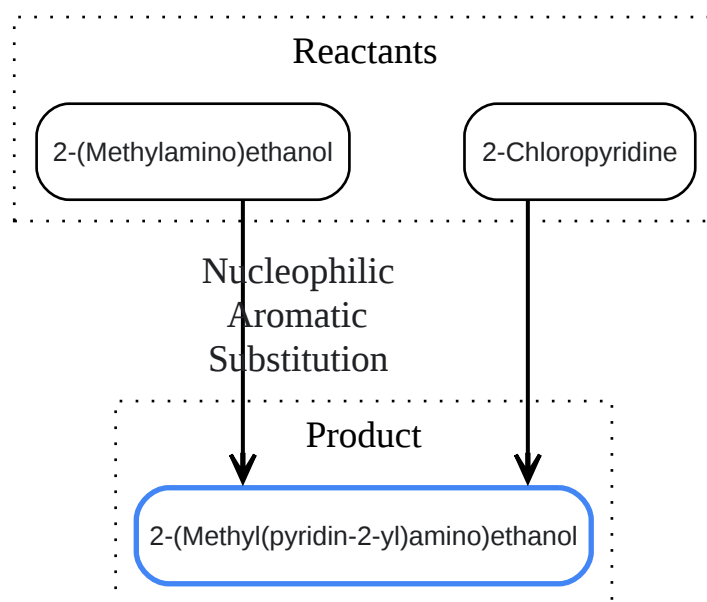 Reactants
2-(Methylamino)ethanol
2-Chloropyridine
Nucleophilic
Aromatic
Substitution
Product
2-(Methyl(pyridin-2-yl)amino)ethanol